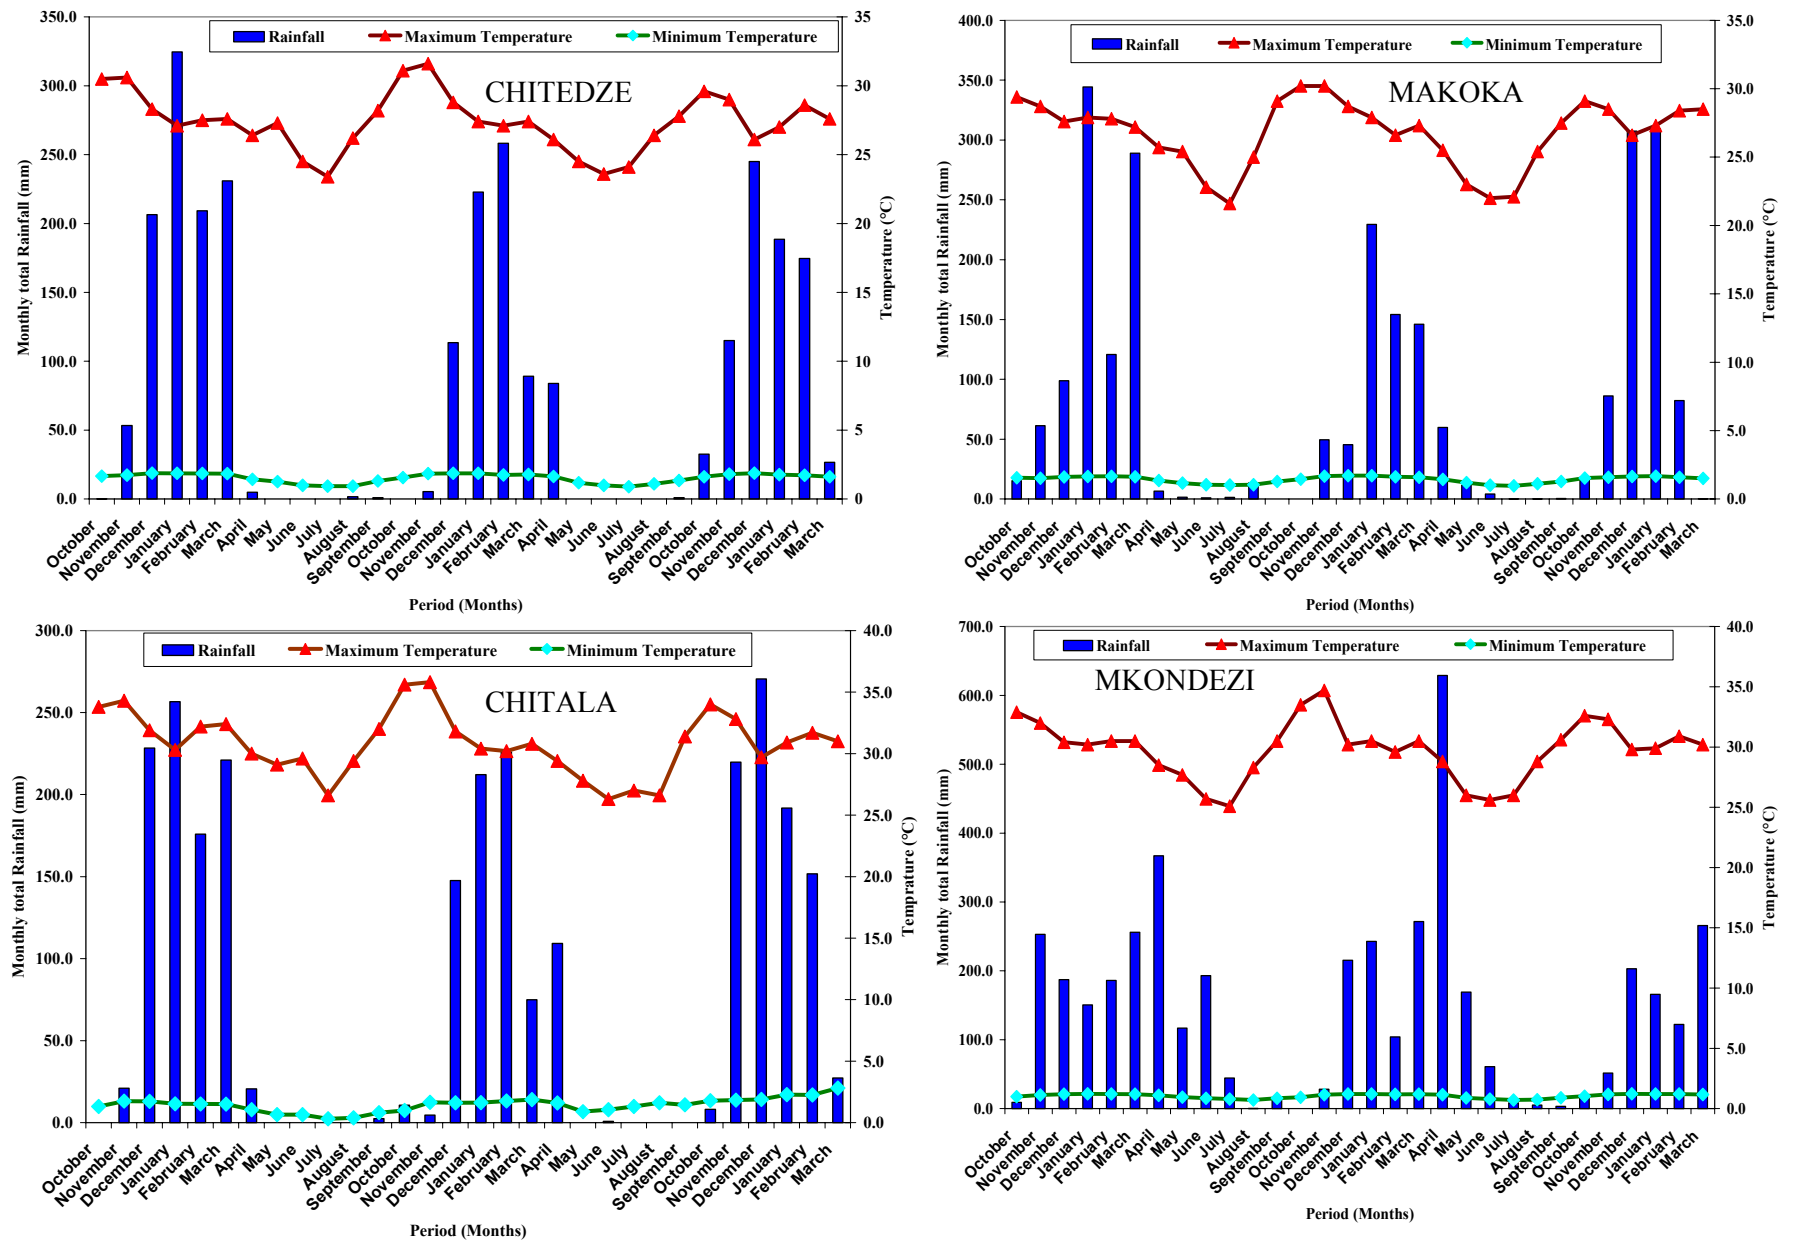 350.0
300.0
250.0
200.0
150.0
100.0
50.0
0.0
Monthly total Rainfall (mm)
Rainfall Maximum Temperature Minimum Temperature
CHITEDZE
35
30
25
20
15
10
5
0
Temperature (°C)
October November December January February March April May June July August September October November December January February March April May June July August September October November December January February March
Period (Months)
400.0
350.0
300.0
250.0
200.0
150.0
100.0
50.0
0.0
Monthly total Rainfall (mm)
Rainfall Maximum Temperature Minimum Temperature
MAKOKA
35.0
30.0
25.0
20.0
15.0
10.0
5.0
0.0
Temperature (°C)
October November December January February March April May June July August September October November December January February March April May June July August September October November December January February March
Period (Months)
300.0
250.0
200.0
150.0
100.0
50.0
0.0
Monthly total Rainfall (mm)
Rainfall Maximum Temperature Minimum Temperature
CHITALA
40.0
35.0
30.0
25.0
20.0
15.0
10.0
5.0
0.0
Temprature (°C)
October November December January February March April May June July August September October November December January February March April May June July August September October November December January February March
Period (Months)
700.0
600.0
500.0
400.0
300.0
200.0
100.0
0.0
Monthly total Rainfall (mm)
Rainfall Maximum Temperature Minimum Temperature
MKONDEZI
40.0
35.0
30.0
25.0
20.0
15.0
10.0
5.0
0.0
Temperature (°C)
October November December January February March April May June July August September October November December January February March April May June July August September October November December January February March
Period (Months)